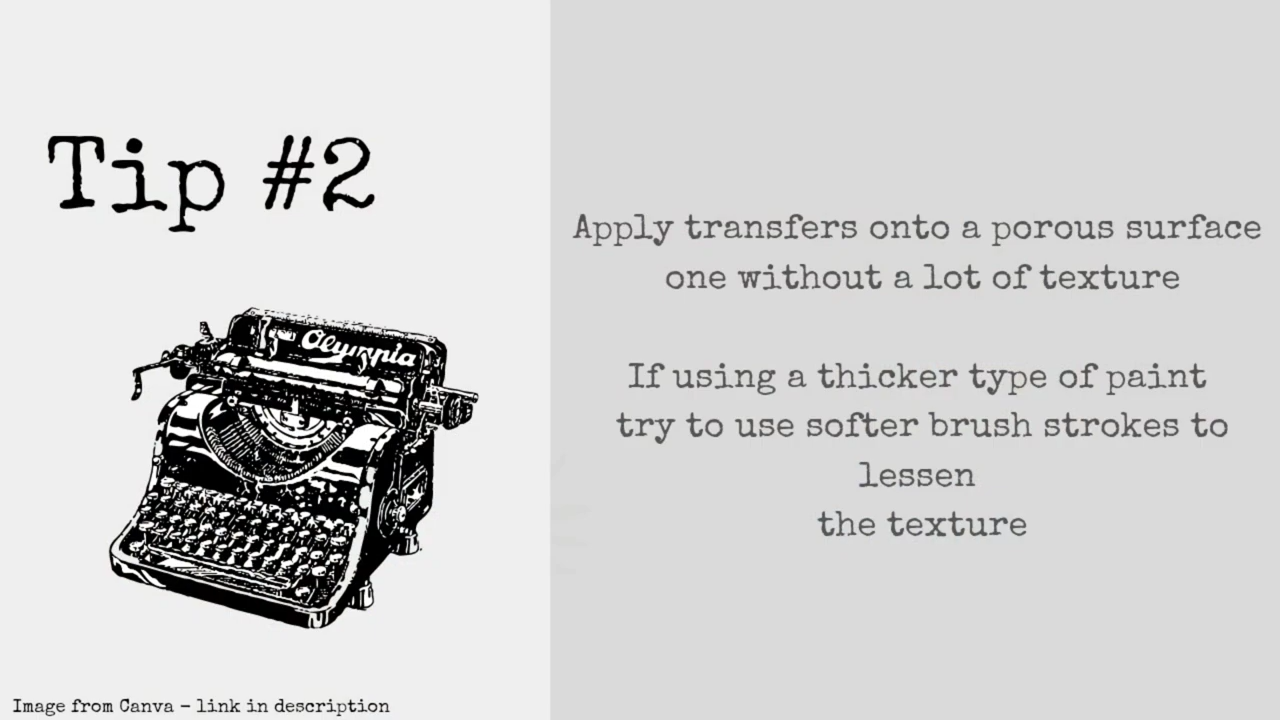 Tip #2
Olympia
Image from Canva - link in description
Apply transfers onto a porous surface
one without a lot of texture
If using a thicker type of paint
try to use softer brush strokes to
lessen
the texture